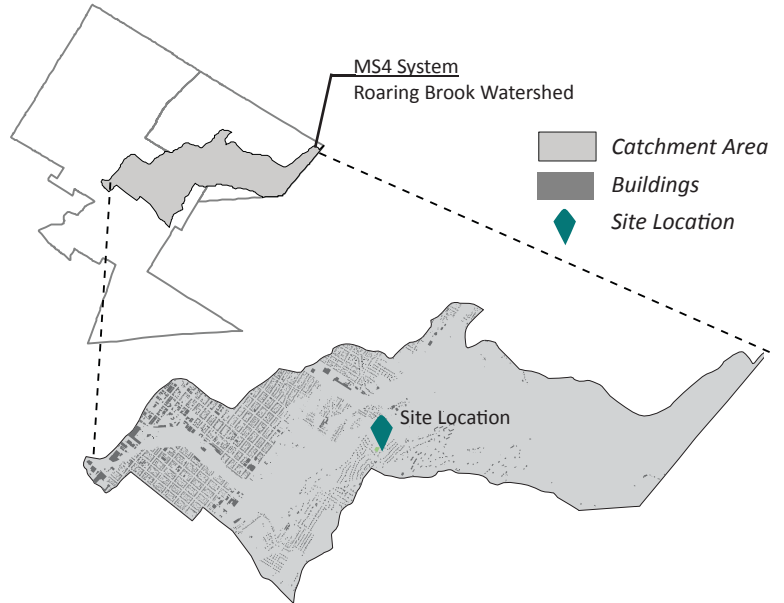 MS4 System
Roaring Brook Watershed
Catchment Area
Buildings
Site Location
Site Location